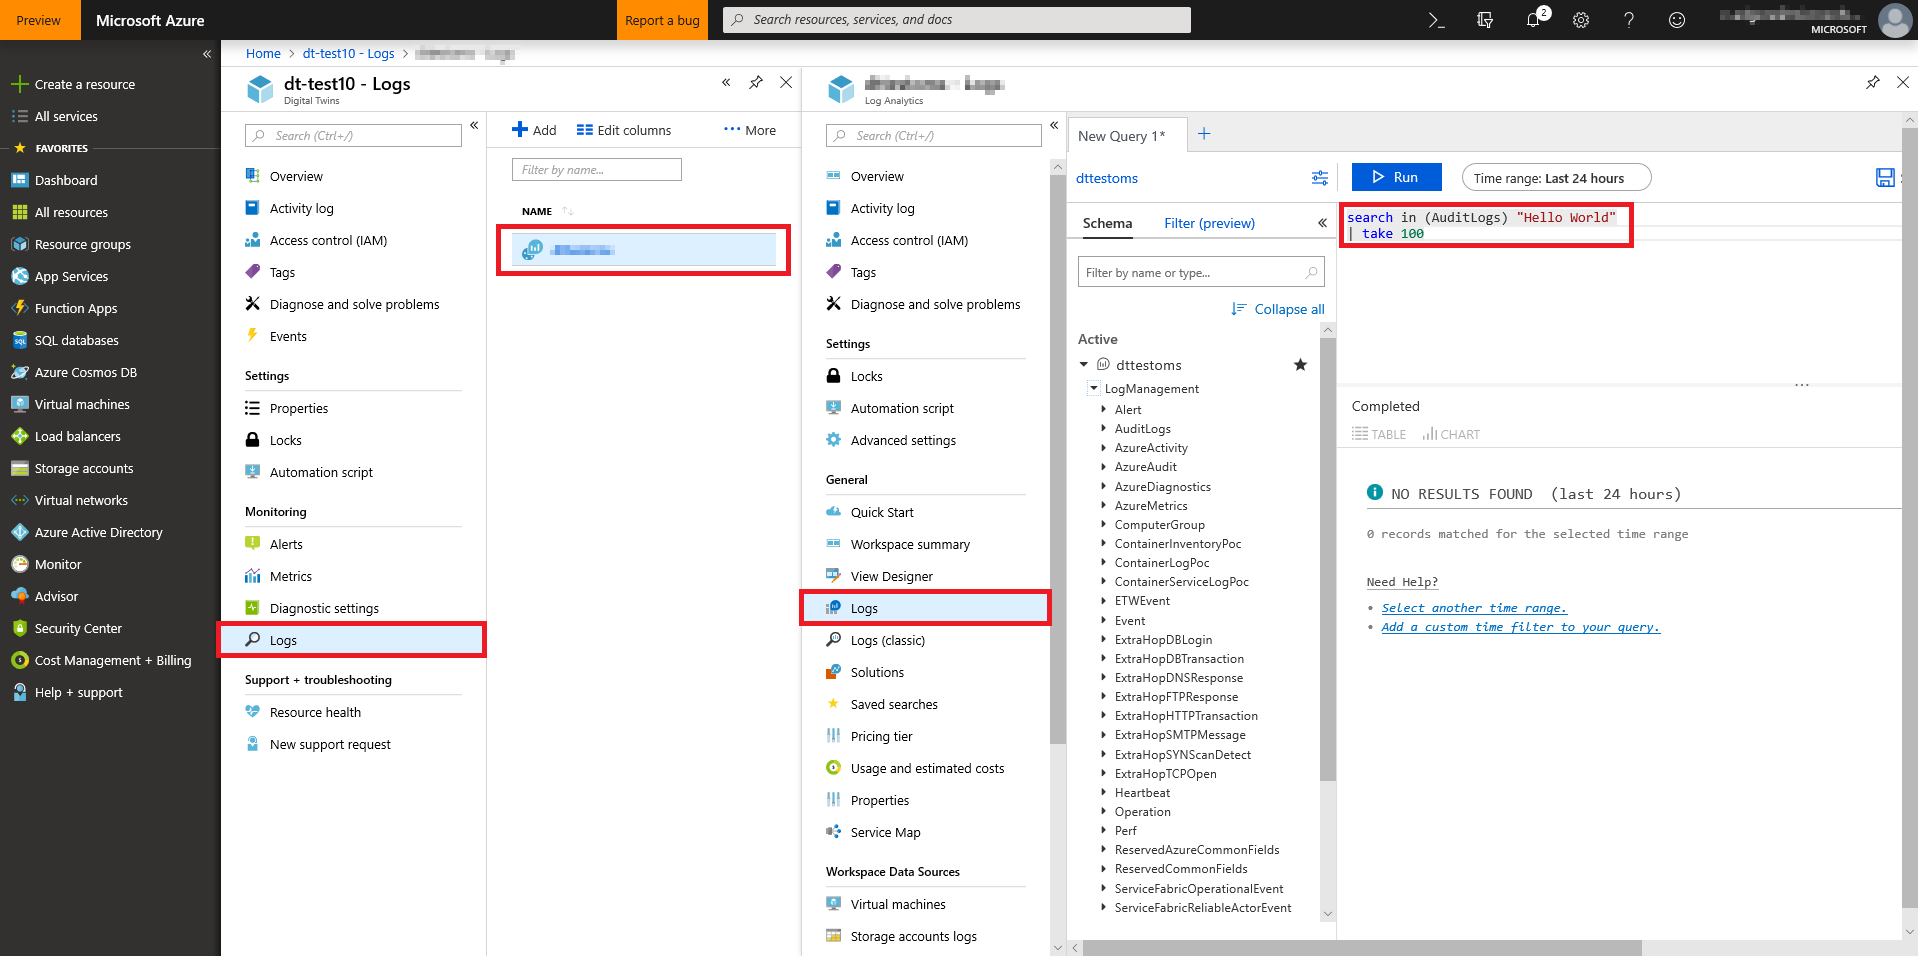 Preview
Microsoft Azure
Report a bug
Search resources, services, and docs
2
MICROSOFT
Create a resource
All services
FAVORITES
Dashboard
All resources
Resource groups
App Services
Function Apps
SQL databases
Azure Cosmos DB
Virtual machines
Load balancers
Storage accounts
Virtual networks
Azure Active Directory
Monitor
Advisor
Security Center
Cost Management + Billing
Help + support
Home > dt-test10 - Logs >
dt-test10 - Logs
Digital Twins
Search (Ctrl+/)
Overview
Activity log
Access control (IAM)
Tags
Diagnose and solve problems
Events
Settings
Properties
Locks
Automation script
Monitoring
Alerts
Metrics
Diagnostic settings
Logs
Support + troubleshooting
Resource health
New support request
Add
Edit columns
More
Filter by name...
NAME
- Logs
Log Analytics
Search (Ctrl+/)
Overview
Activity log
Access control (IAM)
Tags
Diagnose and solve problems
Settings
Locks
Automation script
Advanced settings
General
Quick Start
Workspace summary
View Designer
Logs
Logs (classic)
Solutions
Saved searches
Pricing tier
Usage and estimated costs
Properties
Service Map
Workspace Data Sources
Virtual machines
Storage accounts logs
New Query 1*
dttestoms
Run
Time range: Last 24 hours
Schema
Filter (preview)
Filter by name or type...
Collapse all
Active
dttestoms
LogManagement
Alert
AuditLogs
AzureActivity
AzureAudit
AzureDiagnostics
AzureMetrics
ComputerGroup
ContainerInventoryPoc
ContainerLogPoc
ContainerServiceLogPoc
ETWEvent
Event
ExtraHopDBLogin
ExtraHopDBTransaction
ExtraHopDNSResponse
ExtraHopFTPResponse
ExtraHopHTTPTransaction
ExtraHopSMTPMessage
ExtraHopSYNScanDetect
ExtraHopTCPOpen
Heartbeat
Operation
Perf
ReservedAzureCommonFields
ReservedCommonFields
ServiceFabricOperationalEvent
ServiceFabricReliableActorEvent
search in (AuditLogs) "Hello World"
| take 100
Completed
TABLE
CHART
NO RESULTS FOUND (last 24 hours)
0 records matched for the selected time range
Need Help?
• Select another time range.
• Add a custom time filter to your query.